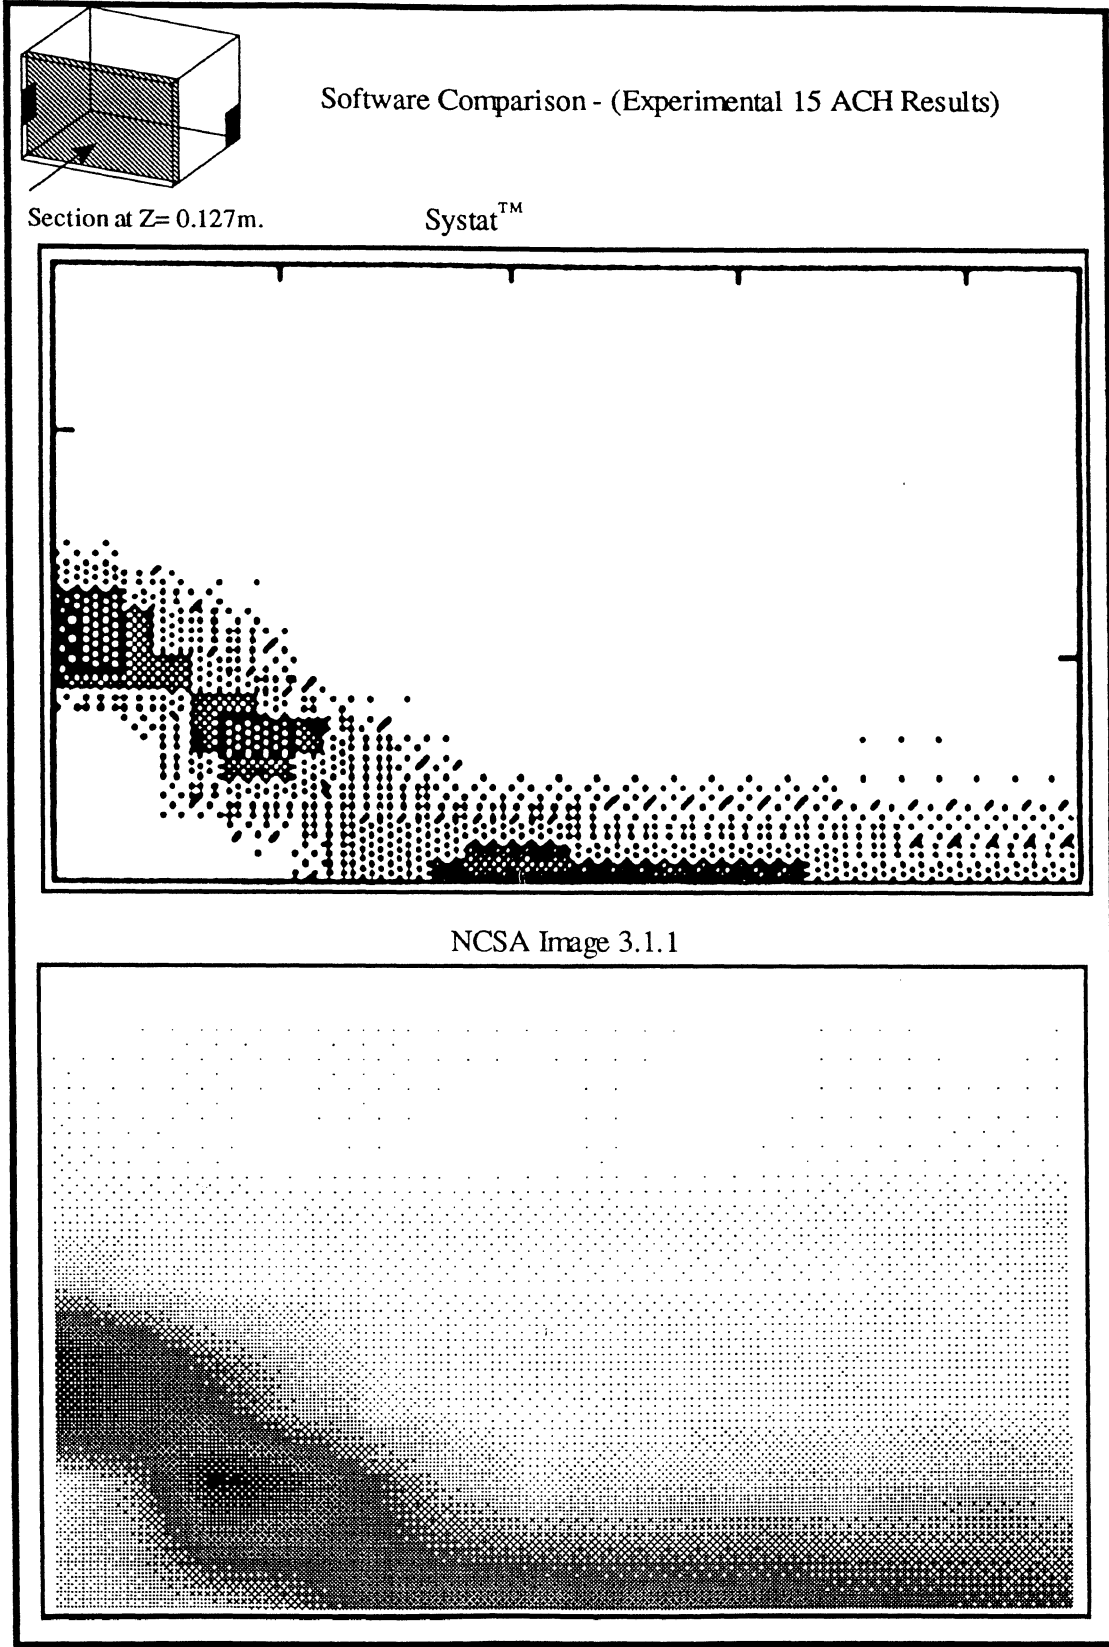 Software Comparison - (Experimental 15 ACH Results)
Section at Z= 0.127m.
Systat™
NCSA Image 3.1.1